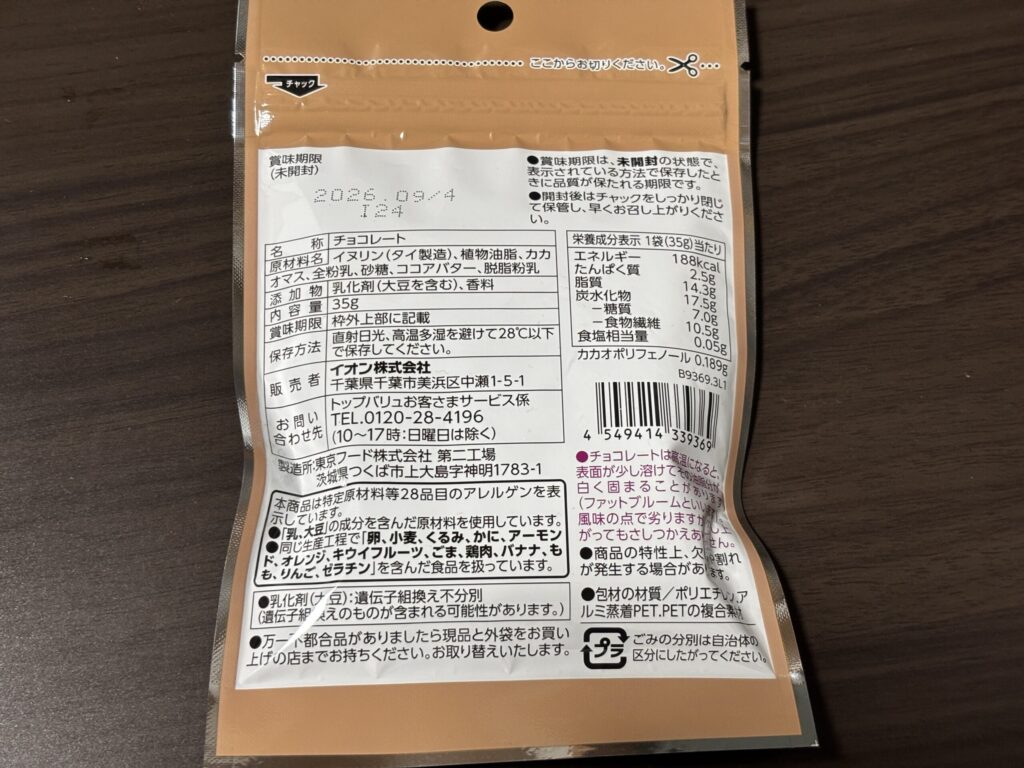 ここからお切りください。
チャック
賞味期限
(未開封)
2026.09/4
I24
●賞味期限は、未開封の状態で、
表示されている方法で保存したと
きに品質が保たれる期限です。
●開封後はチャックをしっかり閉じ
て保管し、早くお召し上がりくださ
い。
名称 チョコレート
原材料名 イヌリン(タイ製造)、植物油脂、カカ
オマス、全粉乳、砂糖、ココアバター、脱脂粉乳
添加物 乳化剤(大豆を含む)、香料
内容量 35g
賞味期限 枠外上部に記載
保存方法 直射日光、高温多湿を避けて28℃以下
で保存してください。
販売者 イオン株式会社
千葉県千葉市美浜区中瀬1-5-1
お問い合わせ先 トップバリュお客さまサービス係
TEL.0120-28-4196
(10~17時:日曜日は除く)
製造所:東京フード株式会社 第二工場
茨城県つくば市上大島字神明1783-1
本商品は特定原材料等28品目のアレルゲンを表
示しています。
●「乳、大豆」の成分を含んだ原材料を使用しています。
●同じ生産工程で「卵、小麦、くるみ、かに、アーモン
ド、オレンジ、キウイフルーツ、ごま、鶏肉、バナナ、も
も、りんご、ゼラチン」を含んだ食品を扱っています。
●乳化剤(大豆):遺伝子組換え不分別
(遺伝子組換えのものが含まれる可能性があります。)
●万一不都合品がありましたら現品と外袋をお買い
上げの店までお持ちください。お取り替えいたします。
栄養成分表示 1袋(35g)当たり
エネルギー 188kcal
たんぱく質 2.5g
脂質 14.3g
炭水化物 17.5g
-糖質 7.0g
-食物繊維 10.5g
食塩相当量 0.05g
カカオポリフェノール 0.189g
B9369.3L1
4 549414 339369
●チョコレートは高温になると、
表面が少し溶けてその
白く固まることがあります
(ファットブルームとい
風味の点で劣りますが
がってもさしつかえありません。
●商品の特性上、欠けや割れ
が発生する場合があります。
●包材の材質/ポリエチレン、ア
ルミ蒸着PET、PETの複合素材
プラ
ごみの分別は自治体の
区分にしたがってください。